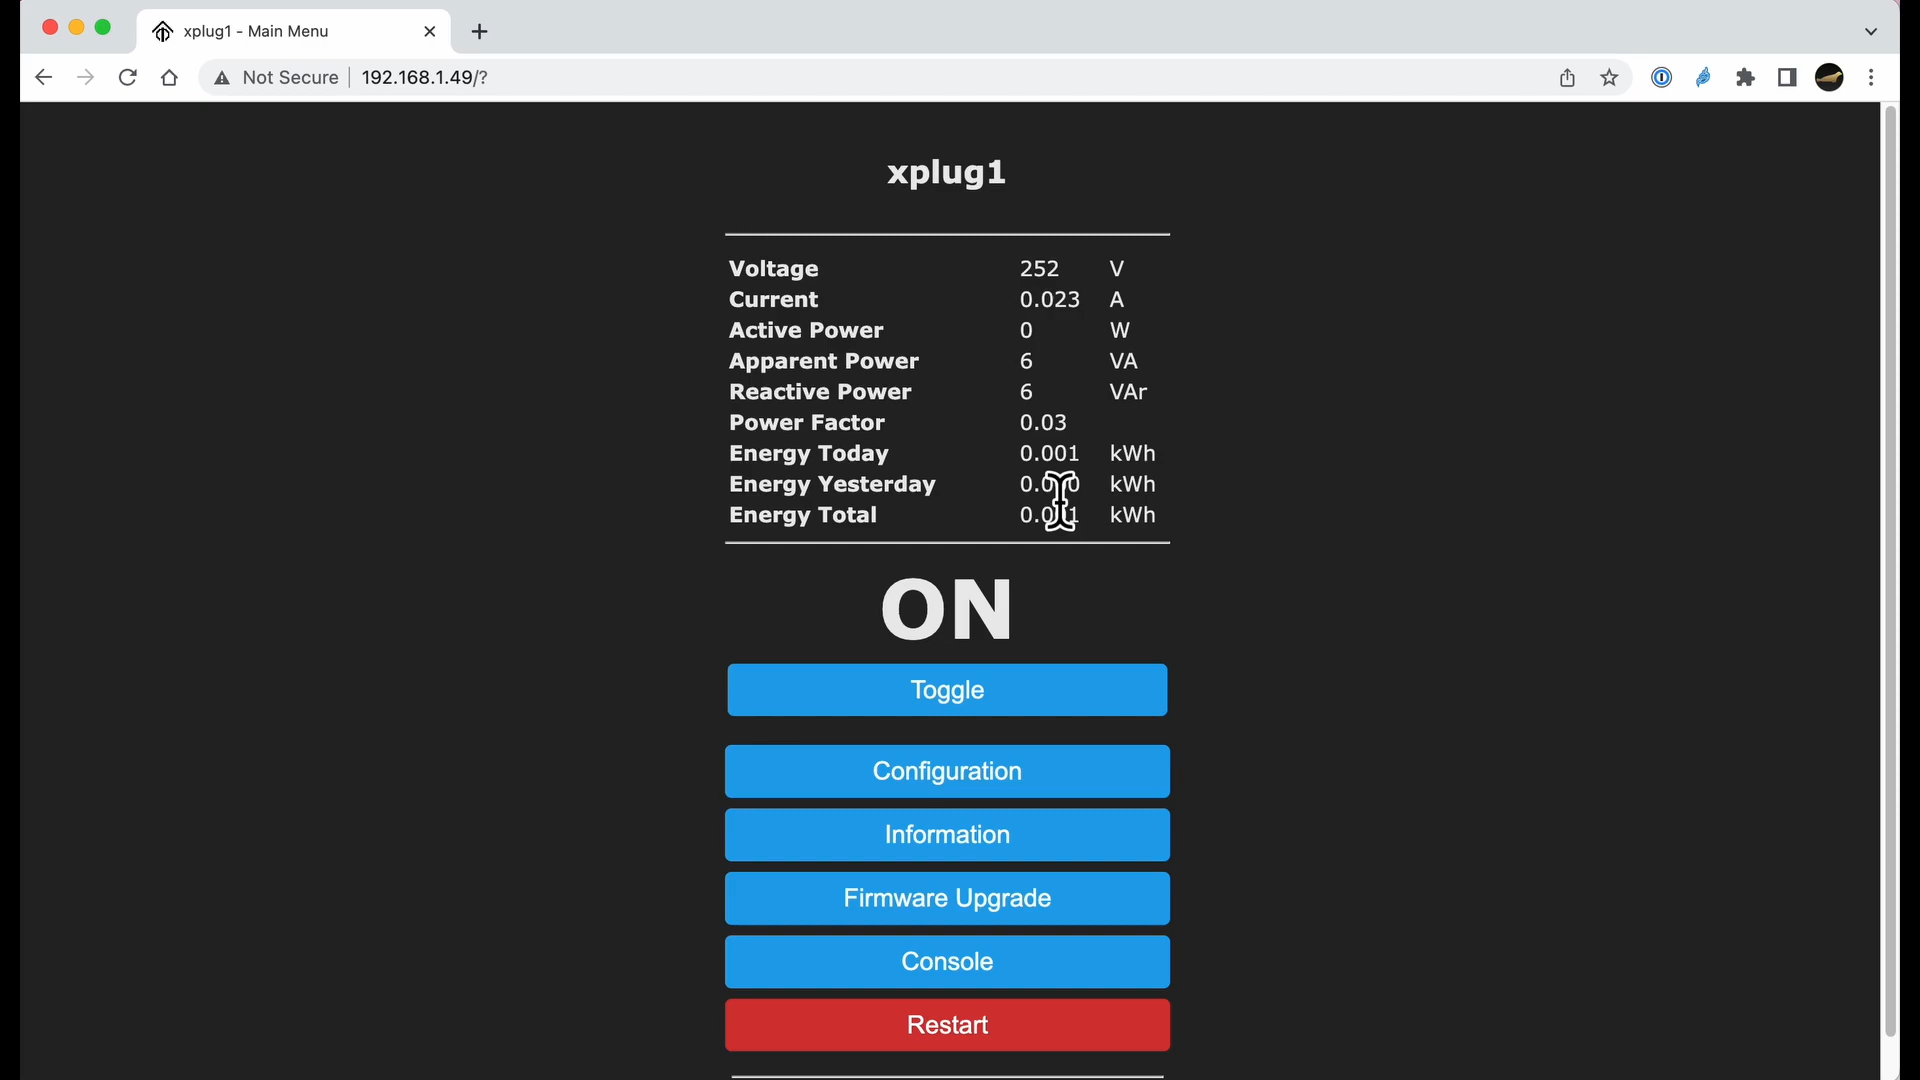 xplug1 - Main Menu
Not Secure
192.168.1.49/?
xplug1
Voltage 252 V
Current 0.023 A
Active Power 0 W
Apparent Power 6 VA
Reactive Power 6 VAr
Power Factor 0.03
Energy Today 0.001 kWh
Energy Yesterday kWh
Energy Total kWh
ON
Toggle
Configuration
Information
Firmware Upgrade
Console
Restart